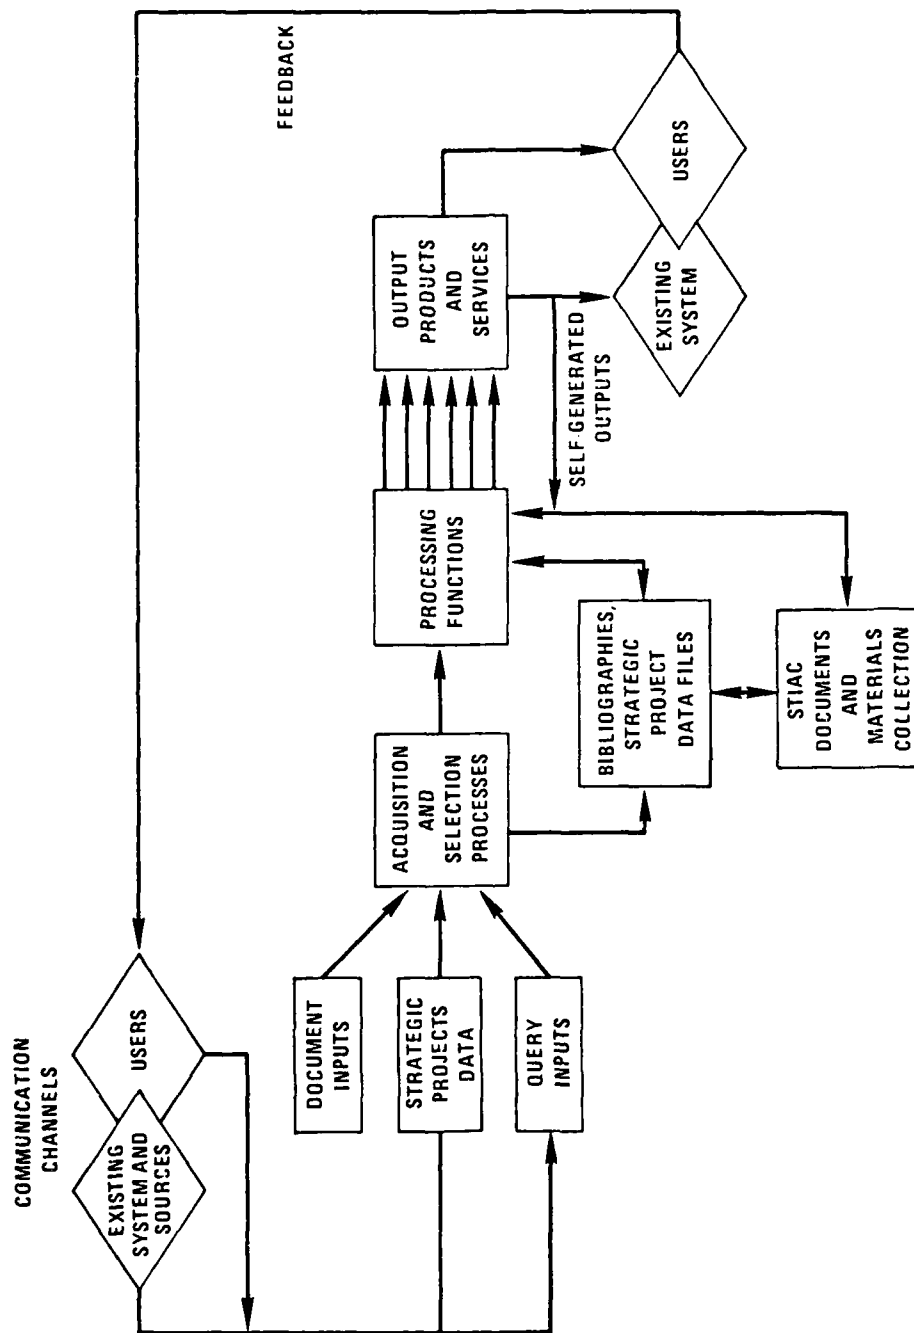 COMMUNICATION
CHANNELS
EXISTING
SYSTEM AND
SOURCES
USERS
FEEDBACK
DOCUMENT
INPUTS
STRATEGIC
PROJECTS
DATA
QUERY
INPUTS
ACQUISITION
AND
SELECTION
PROCESSES
PROCESSING
FUNCTIONS
OUTPUT
PRODUCTS
AND
SERVICES
SELF-GENERATED
OUTPUTS
EXISTING
SYSTEM
USERS
BIBLIOGRAPHIES,
STRATEGIC
PROJECT
DATA FILES
STIAC
DOCUMENTS
AND
MATERIALS
COLLECTION